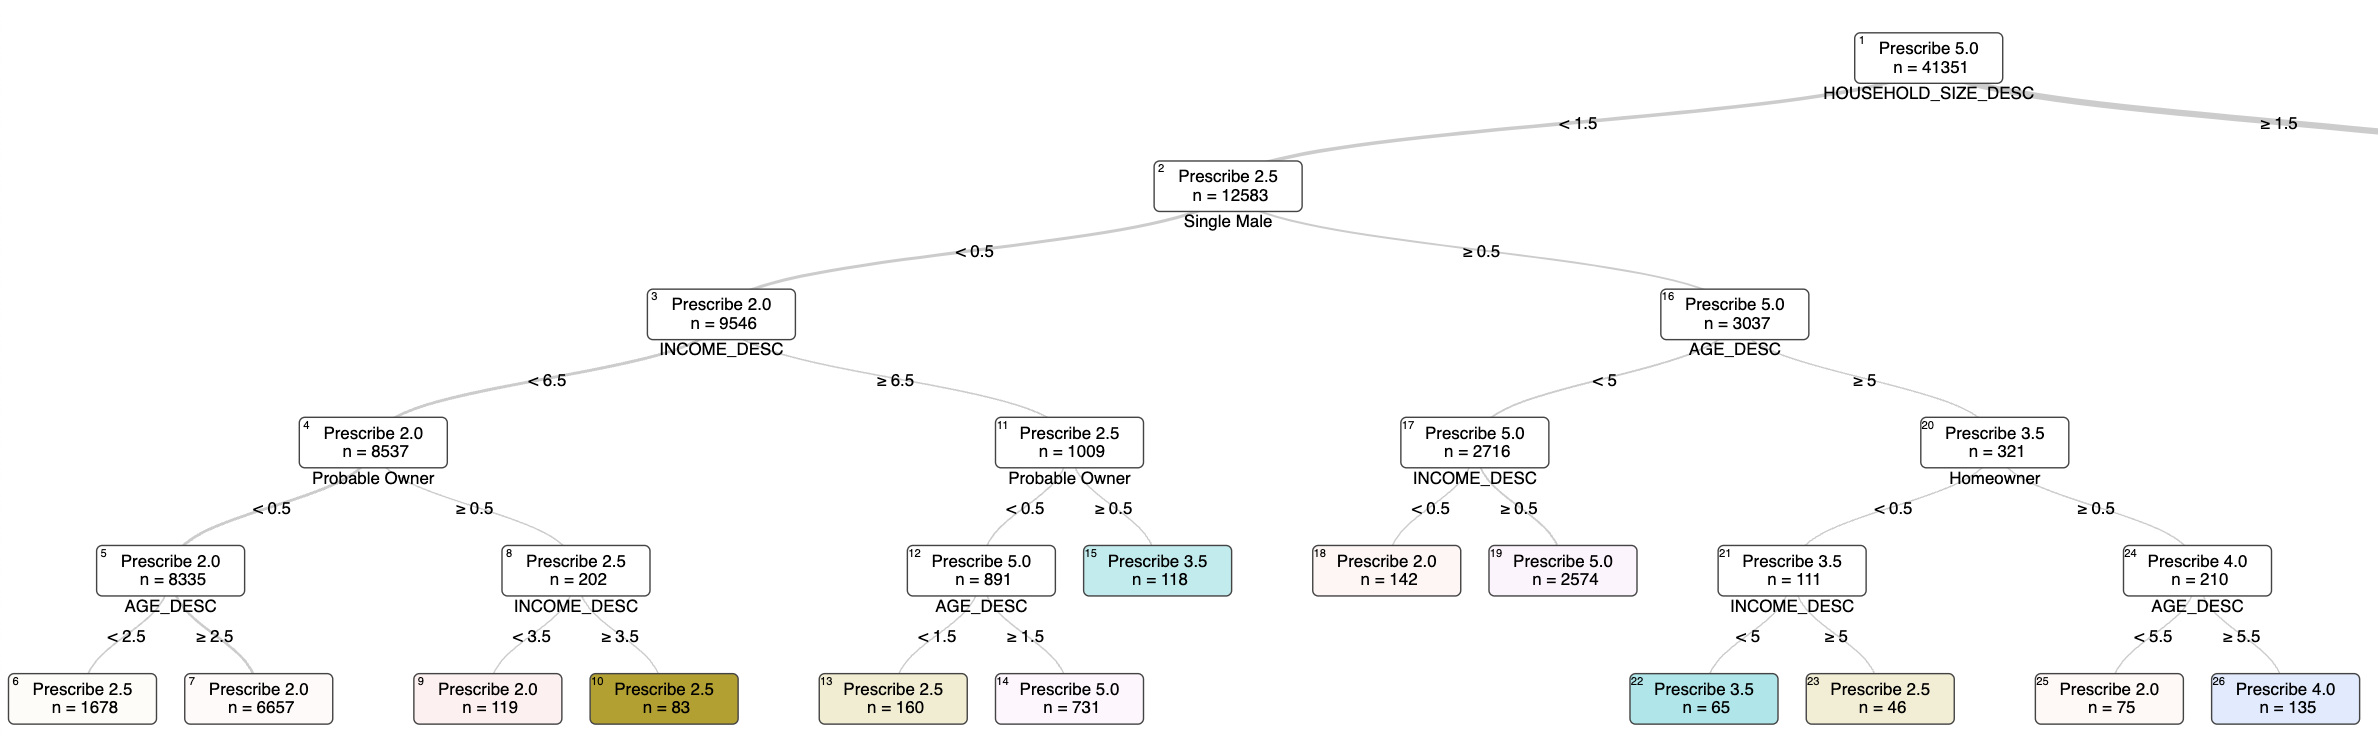 1
Prescribe 5.0
n = 41351
HOUSEHOLD_SIZE_DESC
< 1.5
≥ 1.5
2
Prescribe 2.5
n = 12583
Single Male
< 0.5
≥ 0.5
3
Prescribe 2.0
n = 9546
INCOME_DESC
16
Prescribe 5.0
n = 3037
AGE_DESC
< 6.5
≥ 6.5
< 5
≥ 5
4
Prescribe 2.0
n = 8537
Probable Owner
11
Prescribe 2.5
n = 1009
Probable Owner
17
Prescribe 5.0
n = 2716
INCOME_DESC
20
Prescribe 3.5
n = 321
Homeowner
< 0.5
≥ 0.5
< 0.5
≥ 0.5
< 0.5
≥ 0.5
< 0.5
≥ 0.5
5
Prescribe 2.0
n = 8335
AGE_DESC
8
Prescribe 2.5
n = 202
INCOME_DESC
12
Prescribe 5.0
n = 891
AGE_DESC
15
Prescribe 3.5
n = 118
18
Prescribe 2.0
n = 142
19
Prescribe 5.0
n = 2574
21
Prescribe 3.5
n = 111
INCOME_DESC
24
Prescribe 4.0
n = 210
AGE_DESC
< 2.5
≥ 2.5
< 3.5
≥ 3.5
< 1.5
≥ 1.5
< 5
≥ 5
< 5.5
≥ 5.5
6
Prescribe 2.5
n = 1678
7
Prescribe 2.0
n = 6657
9
Prescribe 2.0
n = 119
10
Prescribe 2.5
n = 83
13
Prescribe 2.5
n = 160
14
Prescribe 5.0
n = 731
22
Prescribe 3.5
n = 65
23
Prescribe 2.5
n = 46
25
Prescribe 2.0
n = 75
26
Prescribe 4.0
n = 135